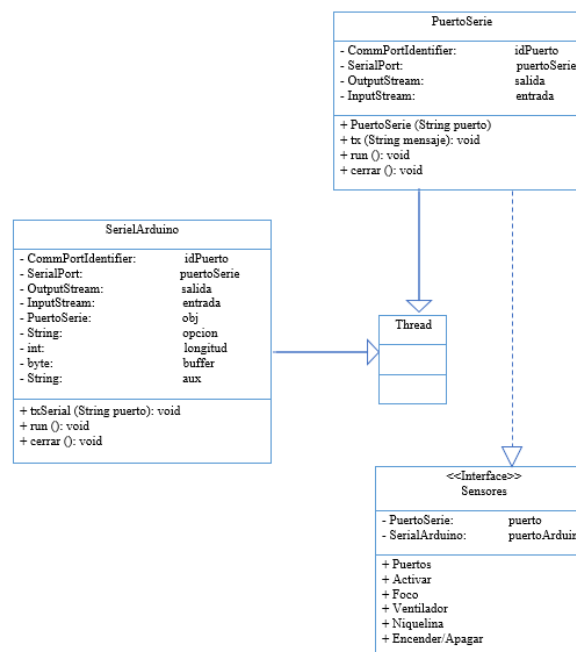 PuertoSerie
- CommPortIdentifier: idPuerto
- SerialPort: puertoSerie
- OutputStream: salida
- InputStream: entrada
+ PuertoSerie (String puerto)
+ tx (String mensaje): void
+ run (): void
+ cerrar (): void
SerielArduino
- CommPortIdentifier: idPuerto
- SerialPort: puertoSerie
- OutputStream: salida
- InputStream: entrada
- PuertoSerie: obj
- String: opcion
- int: longitud
- byte: buffer
- String: aux
+ txSerial (String puerto): void
+ run (): void
+ cerrar (): void
Thread
<<Interface>>
Sensores
- PuertoSerie: puerto
- SerialArduino: puertoArduin
+ Puertos
+ Activar
+ Foco
+ Ventilador
+ Niquelina
+ Encender/Apagar